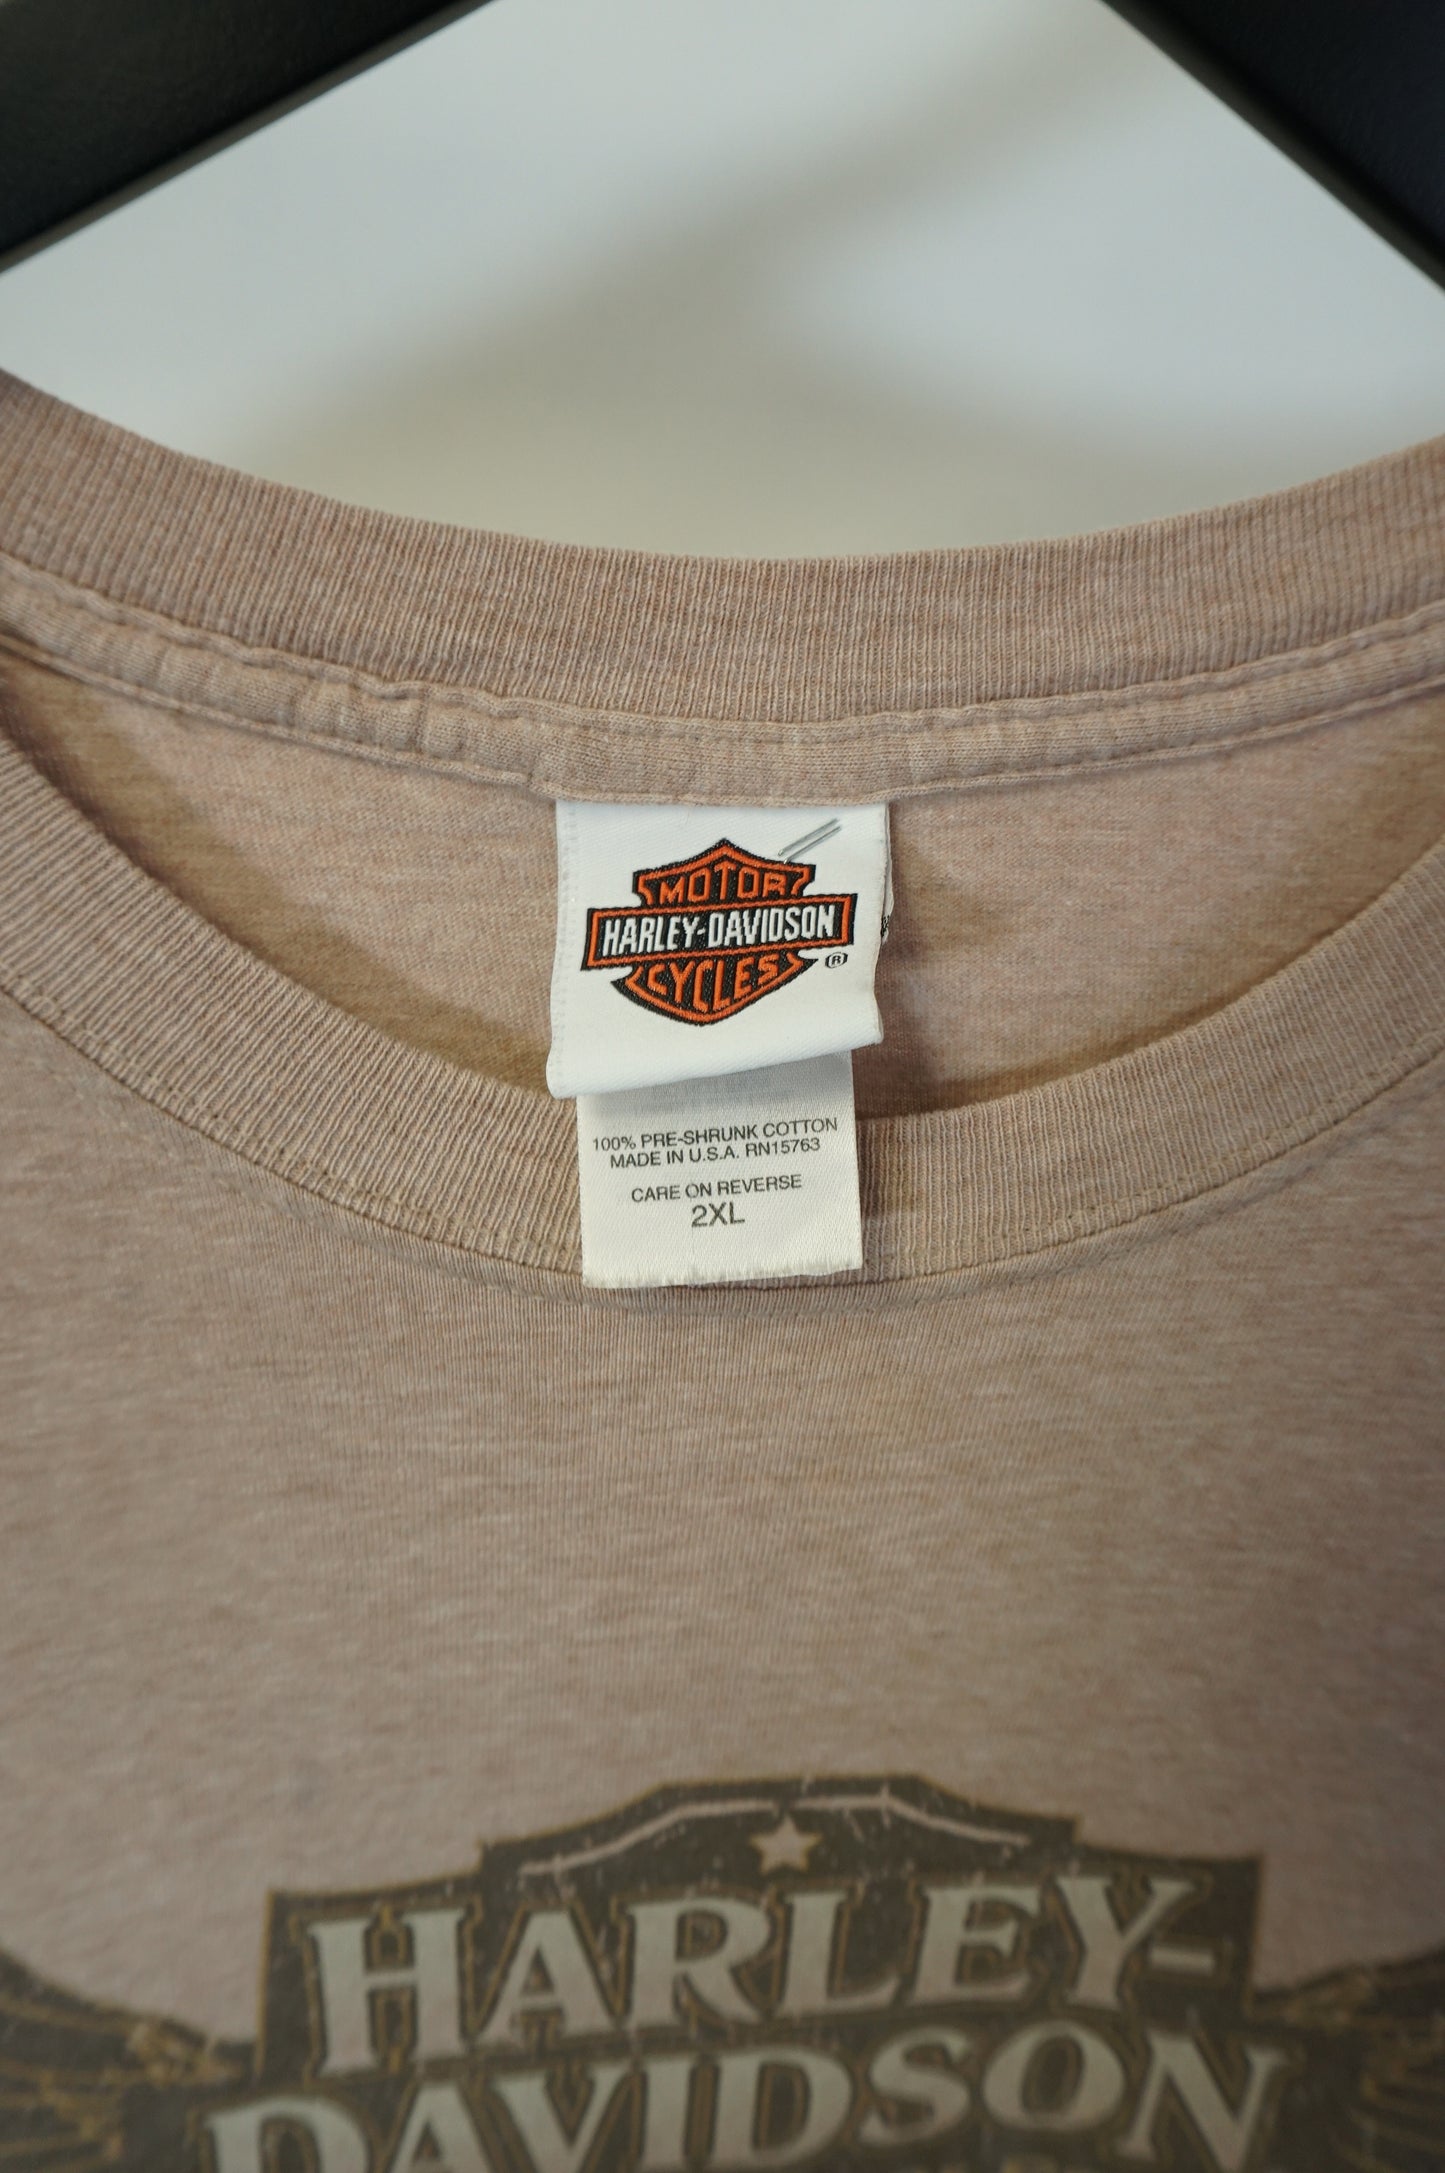 MOTOR
HARLEY-DAVIDSON
CYCLES ®
100% PRE-SHRUNK COTTON
MADE IN U.S.A. RN15763
CARE ON REVERSE
2XL
HARLEY-
DAVIDSON